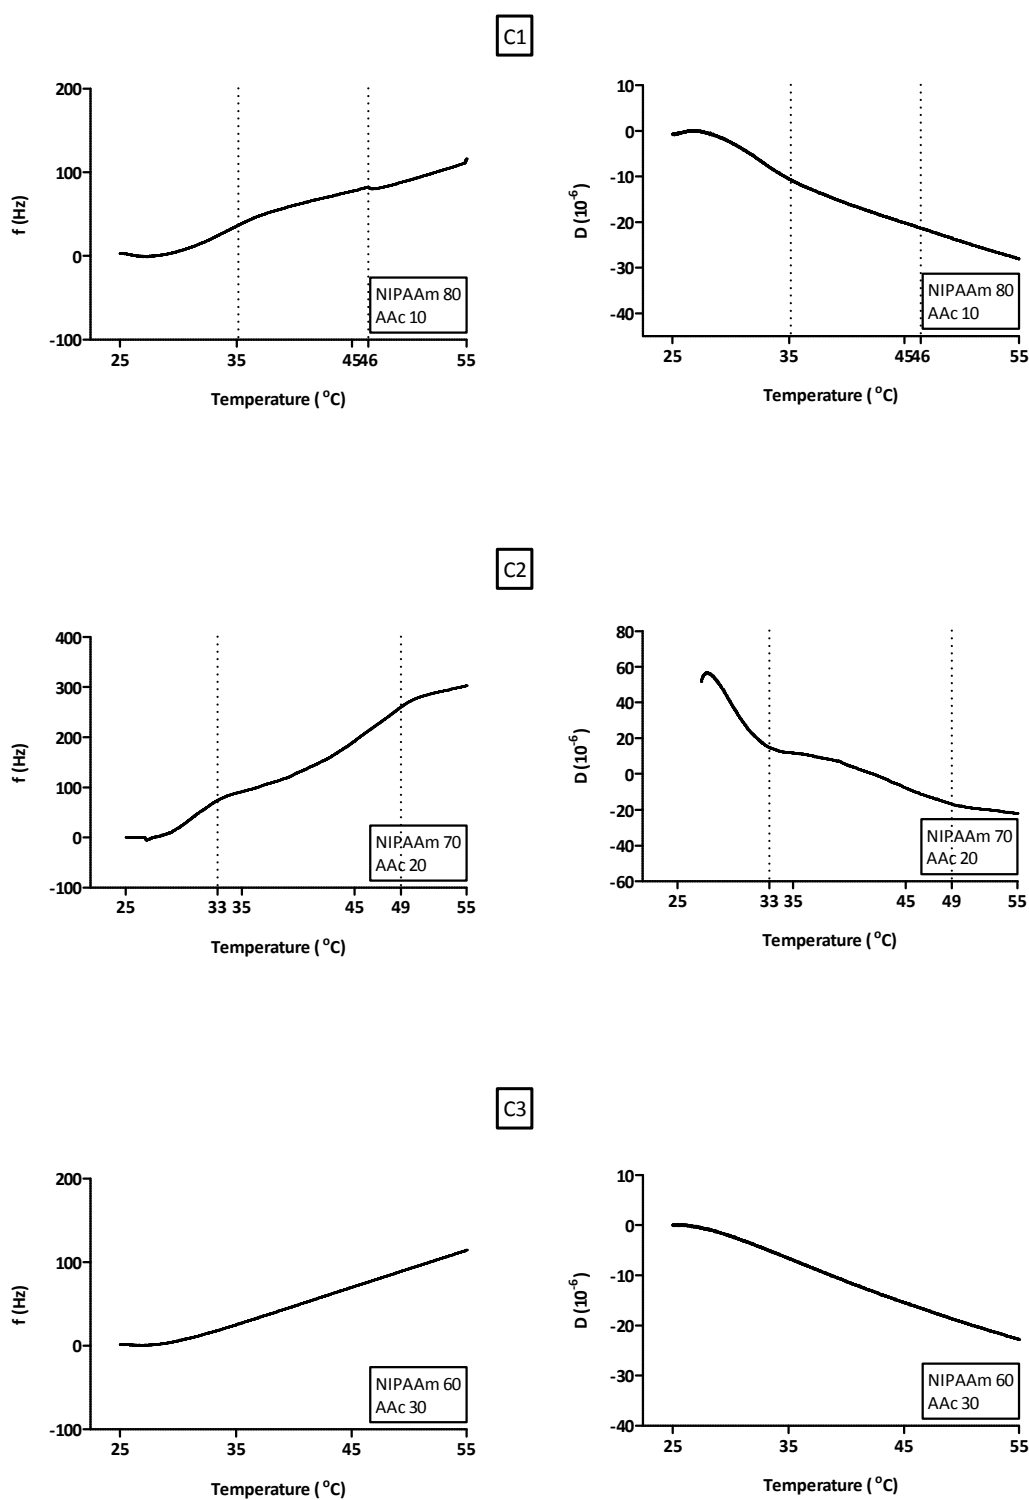 C1
200
100
0
-100
f (Hz)
25
35
4546
55
Temperature ( °C)
NIPAAm 80
AAc 10
10
0
-10
-20
-30
-40
D (10⁻⁶)
25
35
4546
55
Temperature ( °C)
NIPAAm 80
AAc 10
C2
400
300
200
100
0
-100
f (Hz)
25
33 35
45
49
55
Temperature ( °C)
NIPAAm 70
AAc 20
80
60
40
20
0
-20
-40
-60
D (10⁻⁶)
25
33 35
45
49
55
Temperature ( °C)
NIPAAm 70
AAc 20
C3
200
100
0
-100
f (Hz)
25
35
45
55
Temperature ( °C)
NIPAAm 60
AAc 30
10
0
-10
-20
-30
-40
D (10⁻⁶)
25
35
45
55
Temperature ( °C)
NIPAAm 60
AAc 30